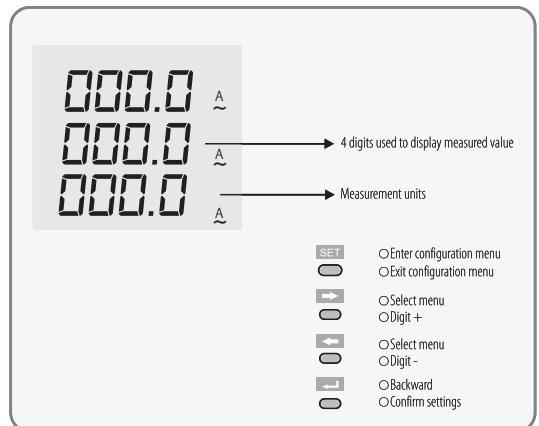 000.0 A
~
000.0 A
~
000.0 A
~
4 digits used to display measured value
Measurement units
SET
Enter configuration menu
Exit configuration menu
Select menu
Digit +
Select menu
Digit -
Backward
Confirm settings